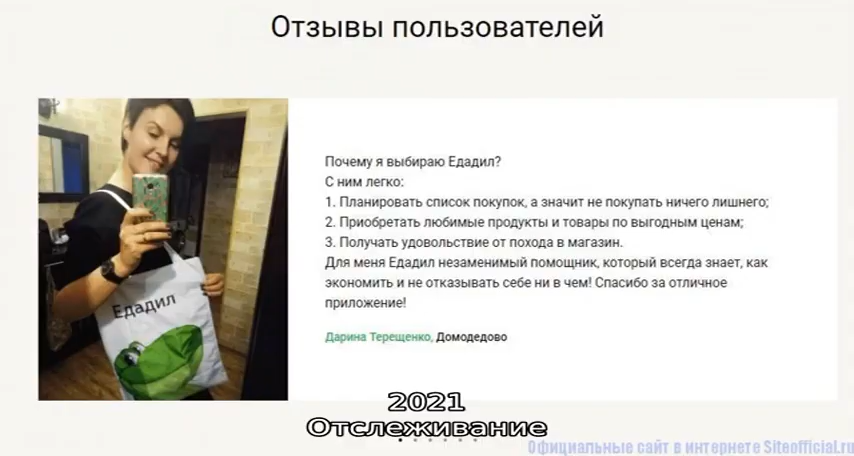 Отзывы пользователей
Почему я выбираю Едадил?
С ним легко:
1. Планировать список покупок, а значит не покупать ничего лишнего;
2. Приобретать любимые продукты и товары по выгодным ценам;
3. Получать удовольствие от похода в магазин.
Для меня Едадил незаменимый помощник, который всегда знает, как
экономить и не отказывать себе ни в чем! Спасибо за отличное
приложение!
Едадил
Дарина Терещенко, Домодедово
2021
Отслеживание
Официальные сайт в интернете Siteofficial.ru